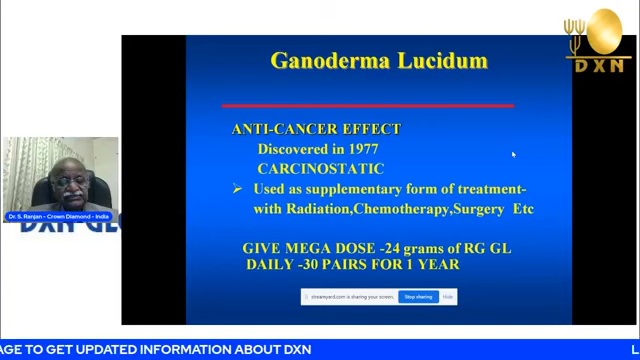 DXN
Ganoderma Lucidum
ANTI-CANCER EFFECT
Discovered in 1977
CARCINOSTATIC
Used as supplementary form of treatment-
with Radiation,Chemotherapy,Surgery Etc
GIVE MEGA DOSE -24 grams of RG GL
DAILY -30 PAIRS FOR 1 YEAR
Dr. S. Ranjan - Crown Diamond - India
streamyard.com is sharing your screen.
Stop sharing
Hide
AGE TO GET UPDATED INFORMATION ABOUT DXN
L